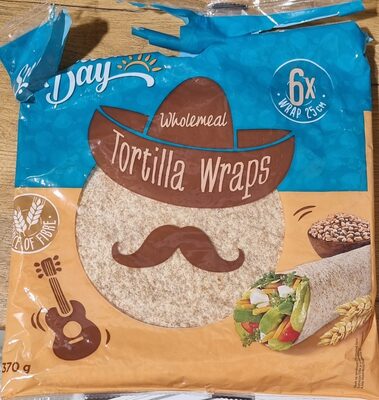 Day
6x
WRAP 25cm
Wholemeal
Tortilla Wraps
OF FIBRE
370 g